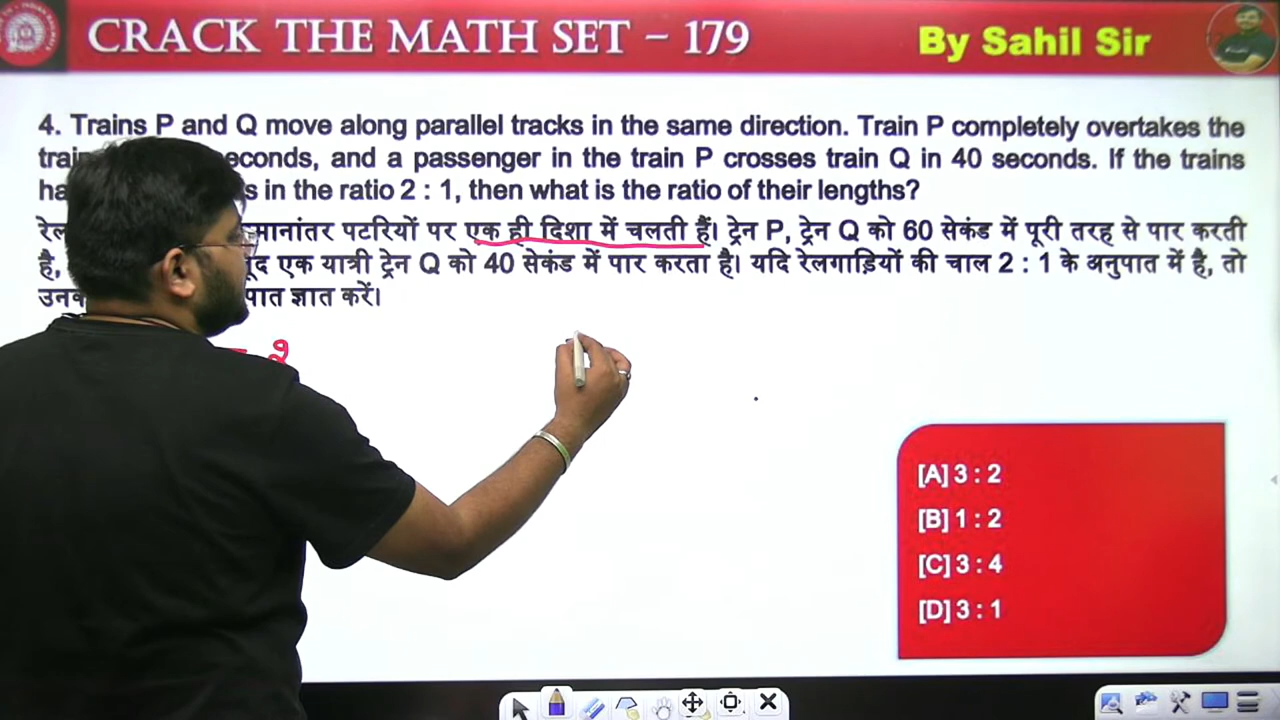 CRACK THE MATH SET – 179
By Sahil Sir
4. Trains P and Q move along parallel tracks in the same direction. Train P completely overtakes the
and a passenger in the train P crosses train Q in 40 seconds. If the trains
in the ratio 2 : 1, then what is the ratio of their lengths?
पटरियों पर एक ही दिशा में चलती हैं। ट्रेन P, ट्रेन Q को 60 सेकंड में पूरी तरह से पार करती
है, एक यात्री ट्रेन Q को 40 सेकंड में पार करता है। यदि रेलगाड़ियों की चाल 2 : 1 के अनुपात में है, तो
ज्ञात करें।
2
[A] 3 : 2
[B] 1 : 2
[C] 3 : 4
[D] 3 : 1